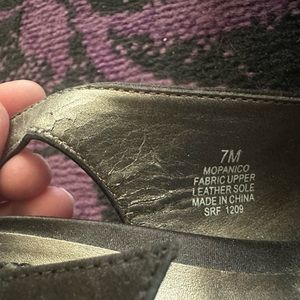 7M
MOPANICO
FABRIC UPPER
LEATHER SOLE
MADE IN CHINA
SRF 1209